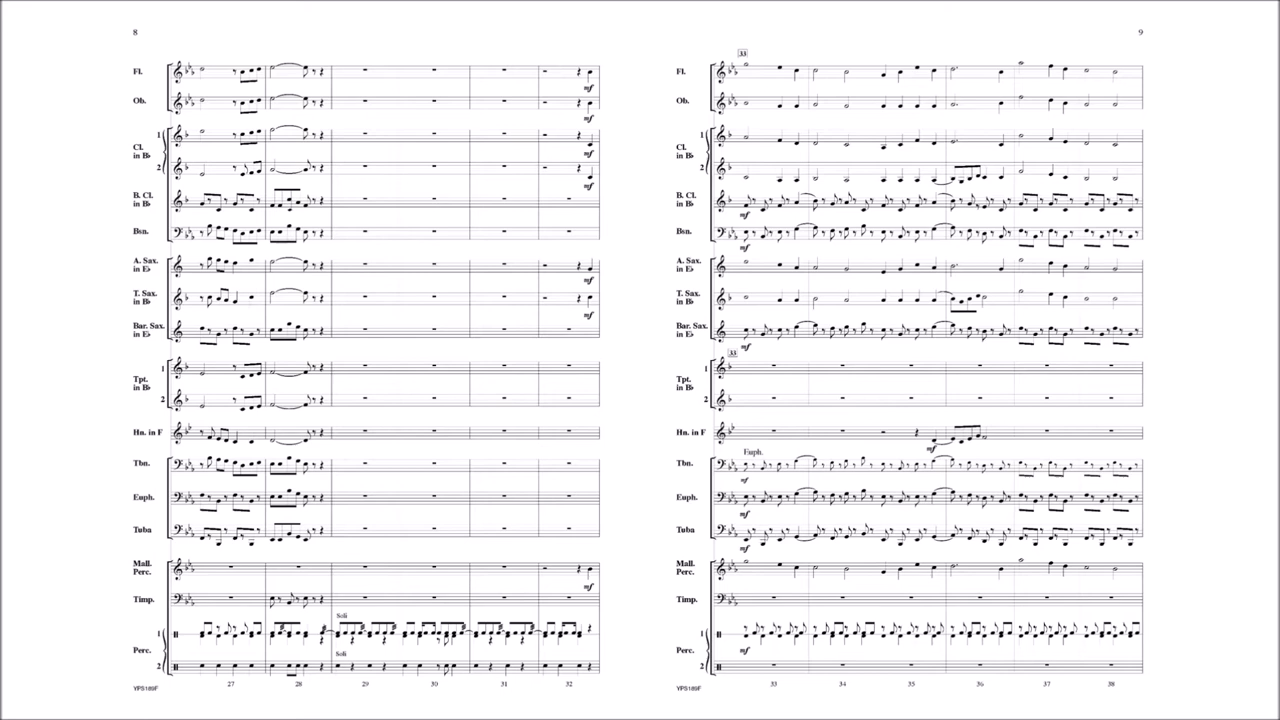 8
Fl.
Ob.
1
Cl.
in B♭
2
B. Cl.
in B♭
Bsn.
A. Sax.
in E♭
T. Sax.
in B♭
Bar. Sax.
in E♭
1
Tpt.
in B♭
2
Hn. in F
Tbn.
Euph.
Tuba
Mall.
Perc.
Timp.
1
Perc.
2
mf
mf
mf
mf
mf
mf
mf
Soli
Soli
27 28 29 30 31 32
YPS189F
9
33
Fl.
Ob.
1
Cl.
in B♭
2
B. Cl.
in B♭
mf
Bsn.
mf
A. Sax.
in E♭
T. Sax.
in B♭
Bar. Sax.
in E♭
mf
33
1
Tpt.
in B♭
2
Hn. in F
mf
Euph.
Tbn.
mf
Euph.
mf
Tuba
mf
Mall.
Perc.
Timp.
1
mf
Perc.
2
33 34 35 36 37 38
YPS189F